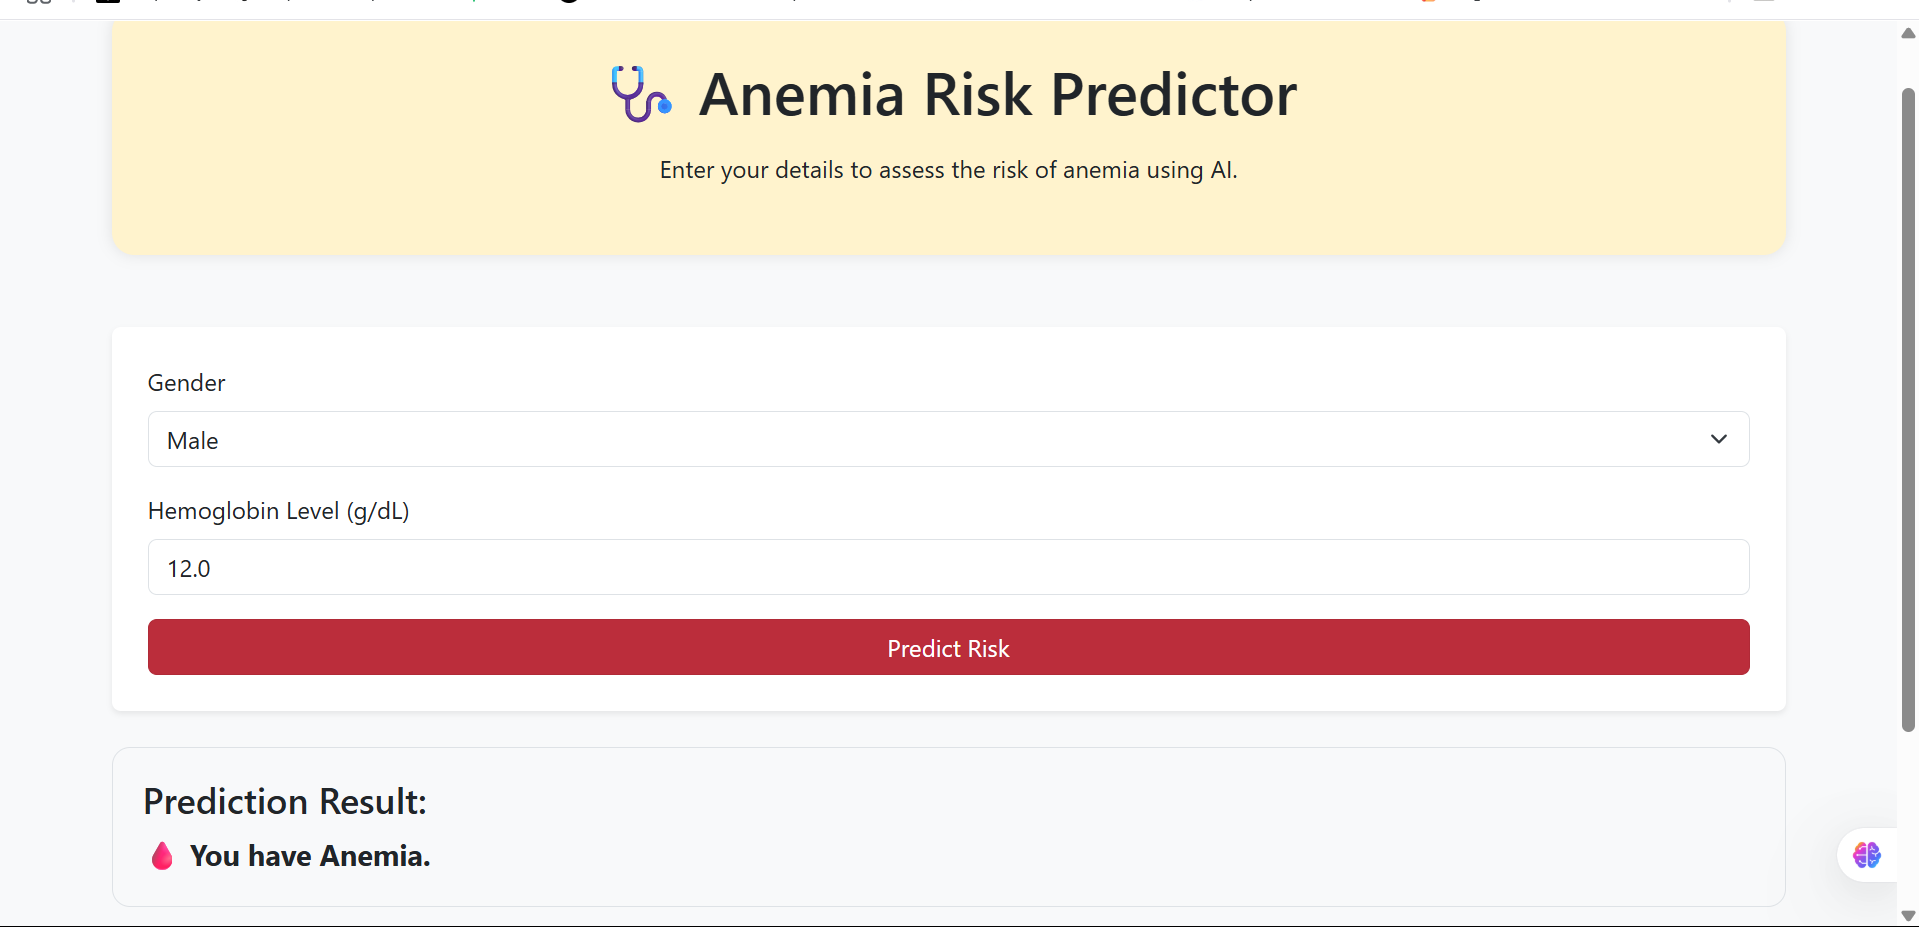 Anemia Risk Predictor
Enter your details to assess the risk of anemia using AI.
Gender
Male
Hemoglobin Level (g/dL)
12.0
Predict Risk
Prediction Result:
You have Anemia.